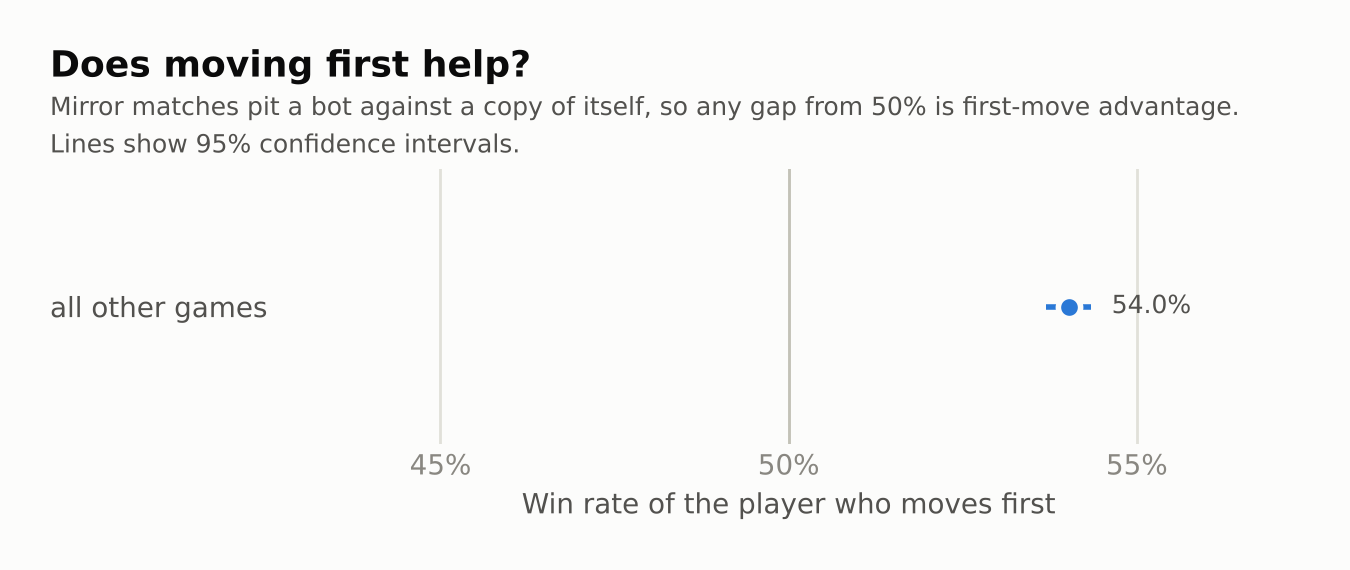 Does moving first help?
Mirror matches pit a bot against a copy of itself, so any gap from 50% is first-move advantage.
Lines show 95% confidence intervals.
all other games
54.0%
45%
50%
55%
Win rate of the player who moves first